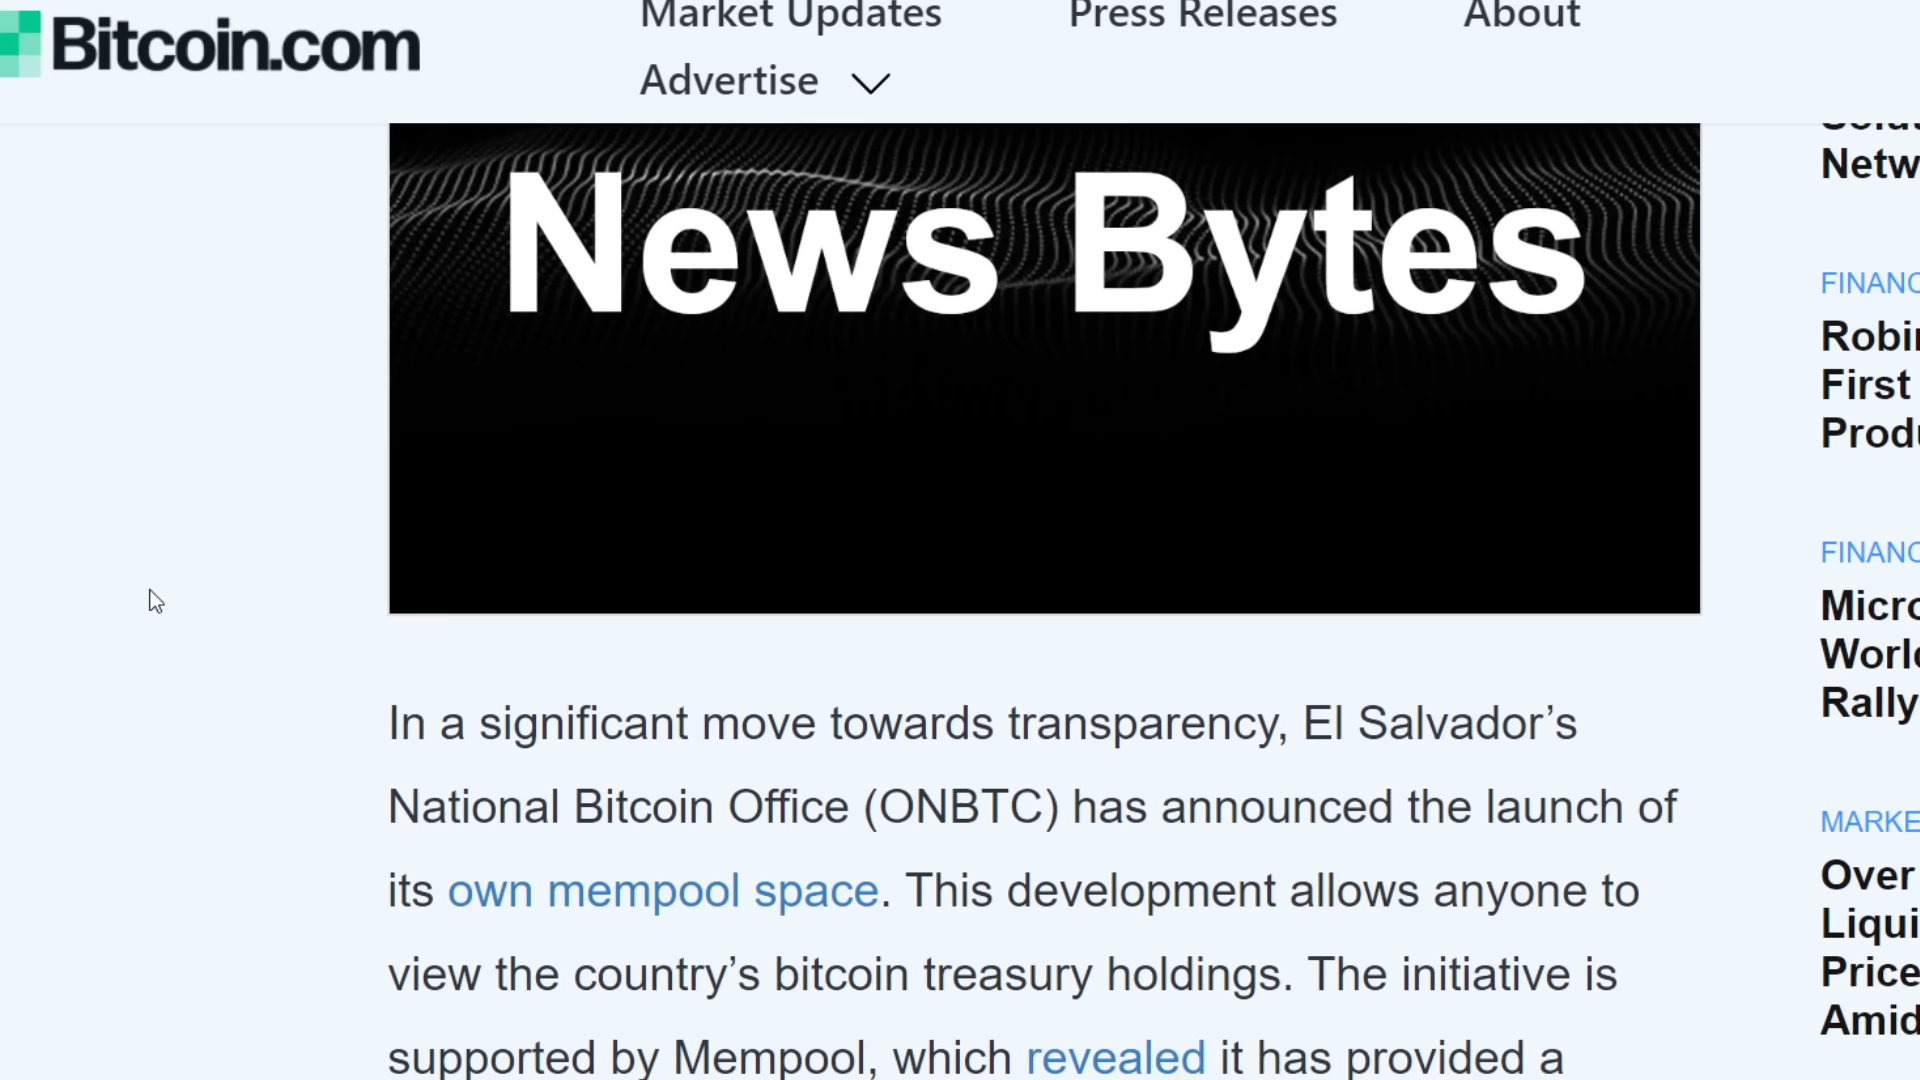 Bitcoin.com
Market Updates
Press Releases
About
Advertise
News Bytes
In a significant move towards transparency, El Salvador’s
National Bitcoin Office (ONBTC) has announced the launch of
its own mempool space. This development allows anyone to
view the country’s bitcoin treasury holdings. The initiative is
supported by Mempool, which revealed it has provided a
Netw
FINANC
Robin
First
Produ
FINANC
Micro
World
Rally
MARKE
Over
Liqui
Price
Amid